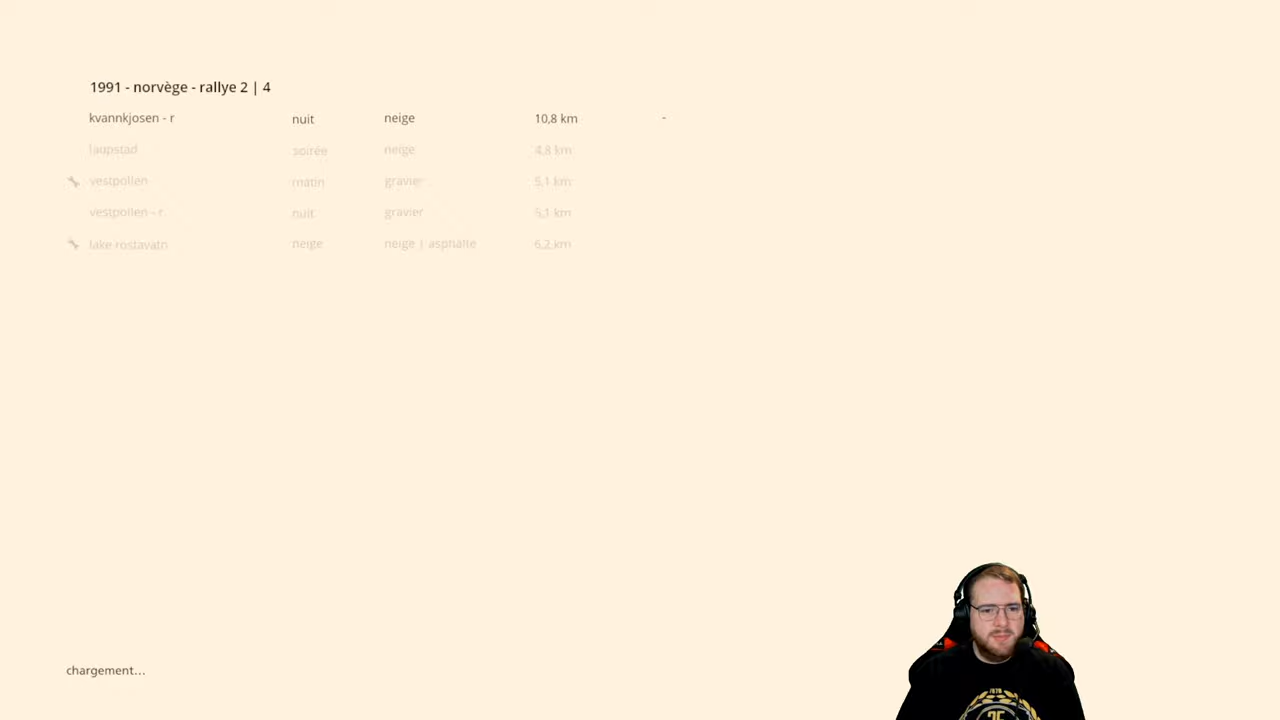 1991 - norvège - rallye 2 | 4
kvannkjosen - r nuit neige 10,8 km -
laupstad soirée neige 4,8 km
vestpollen matin gravier 5,1 km
vestpollen - r nuit gravier 5,1 km
lake rostavatn neige neige | asphalte 6,2 km
chargement...